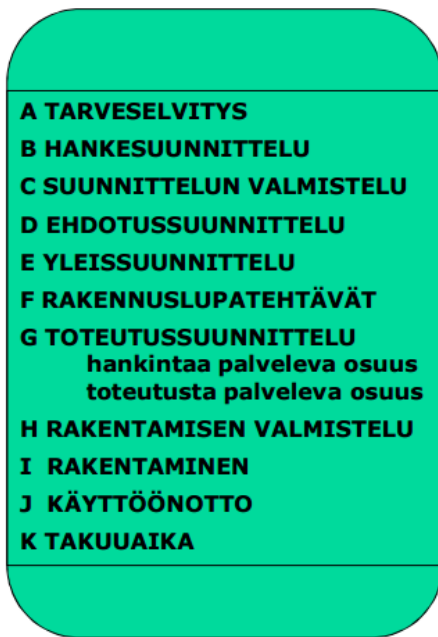 A TARVESELVITYS
B HANKESUUNNITTELU
C SUUNNITTELUN VALMISTELU
D EHDOTUSSUUNNITTELU
E YLEISSUUNNITTELU
F RAKENNUSLUPATEHTÄVÄT
G TOTEUTUSSUUNNITTELU
hankintaa palveleva osuus
toteutusta palveleva osuus
H RAKENTAMISEN VALMISTELU
I RAKENTAMINEN
J KÄYTTÖÖNOTTO
K TAKUUAIKA